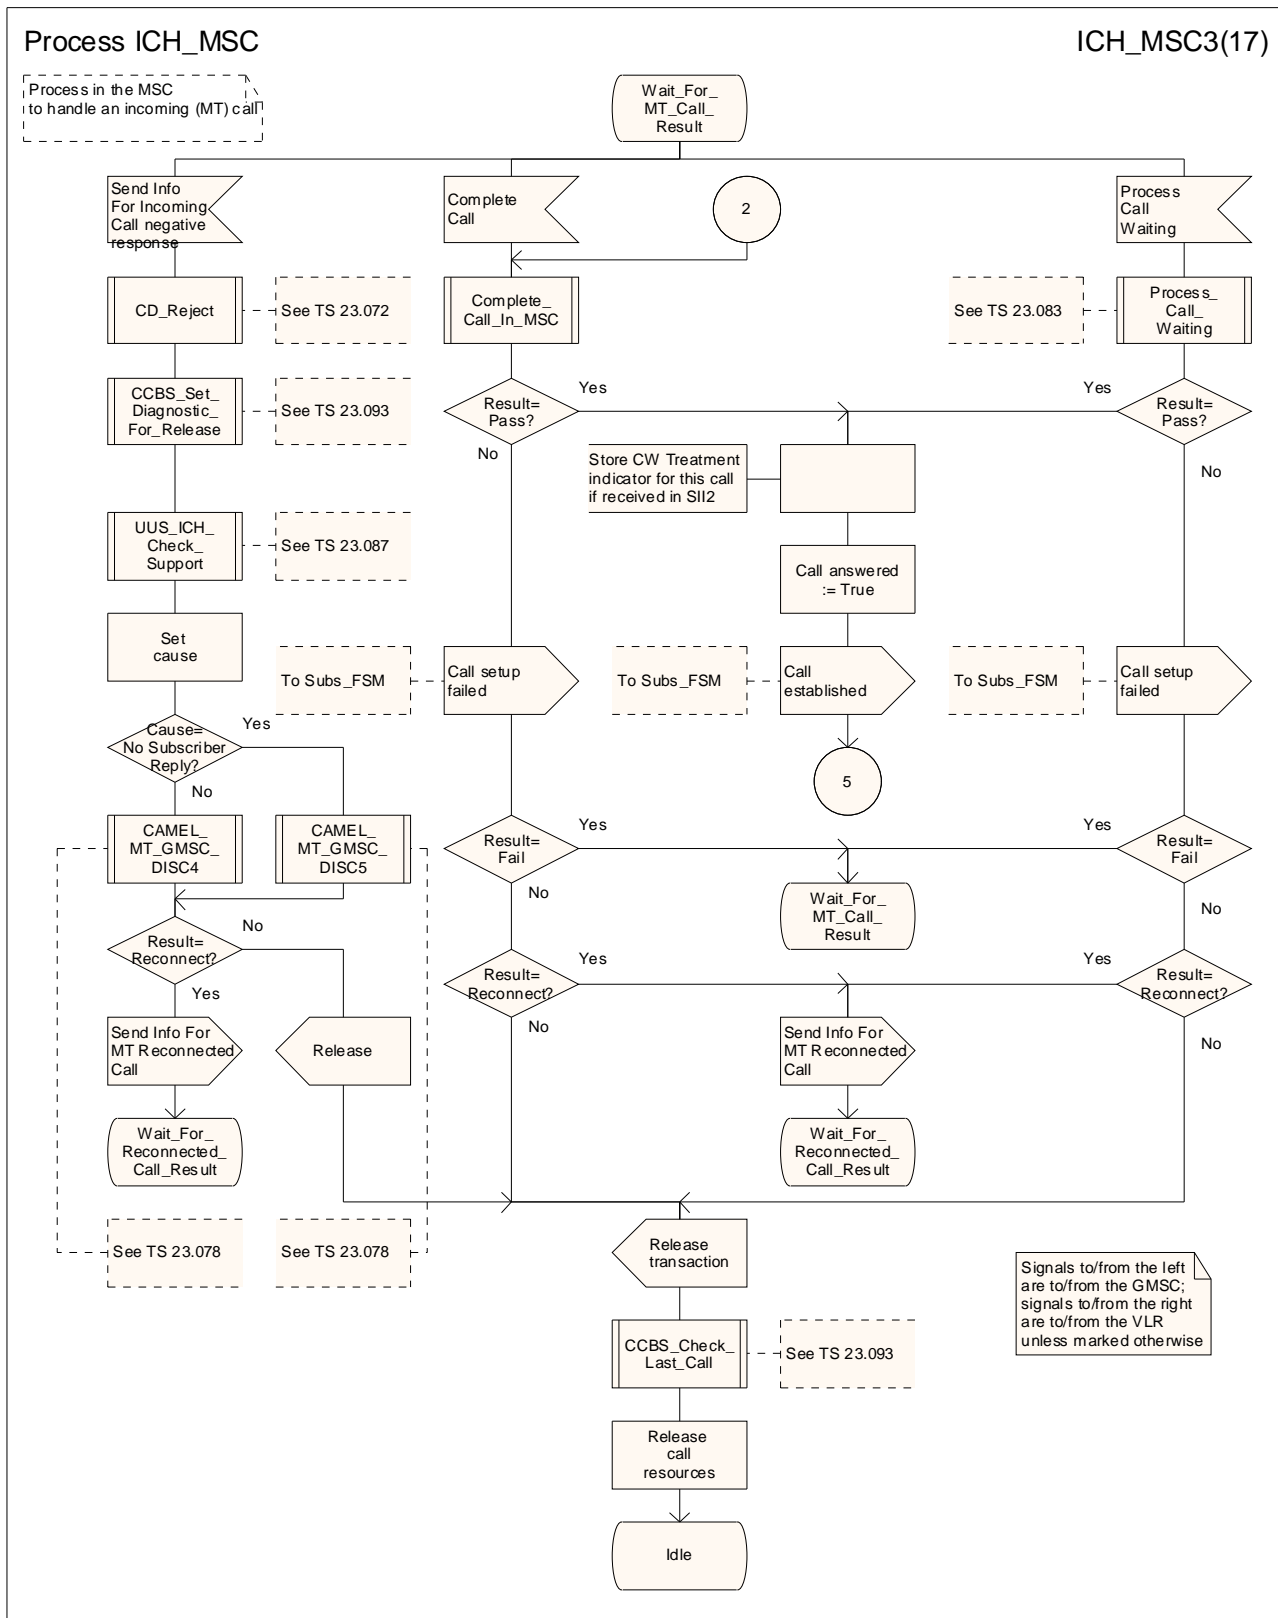 Process ICH_MSC
ICH_MSC3(17)
Process in the MSC
to handle an incoming (MT) call
Wait_For_
MT_Call_
Result
Send Info
For Incoming
Call negative
response
Complete
Call
2
Process
Call
Waiting
CD_Reject
See TS 23.072
Complete_
Call_In_MSC
See TS 23.083
Process_
Call_
Waiting
CCBS_Set_
Diagnostic_
For_Release
See TS 23.093
Result=
Pass?
Yes
No
Yes
Result=
Pass?
No
Store CW Treatment
indicator for this call
if received in SII2
UUS_ICH_
Check_
Support
See TS 23.087
Call answered
:= True
Set
cause
To Subs_FSM
Call setup
failed
To Subs_FSM
Call
established
To Subs_FSM
Call setup
failed
Cause=
No Subscriber
Reply?
Yes
No
5
CAMEL_
MT_GMSC_
DISC4
CAMEL_
MT_GMSC_
DISC5
Result=
Fail
Yes
No
Yes
Result=
Fail
No
Wait_For_
MT_Call_
Result
Result=
Reconnect?
No
Yes
Result=
Reconnect?
Yes
No
Yes
Result=
Reconnect?
No
Send Info For
MT Reconnected
Call
Release
Send Info For
MT Reconnected
Call
Wait_For_
Reconnected_
Call_Result
Wait_For_
Reconnected_
Call_Result
See TS 23.078
See TS 23.078
Release
transaction
Signals to/from the left
are to/from the GMSC;
signals to/from the right
are to/from the VLR
unless marked otherwise
CCBS_Check_
Last_Call
See TS 23.093
Release
call
resources
Idle